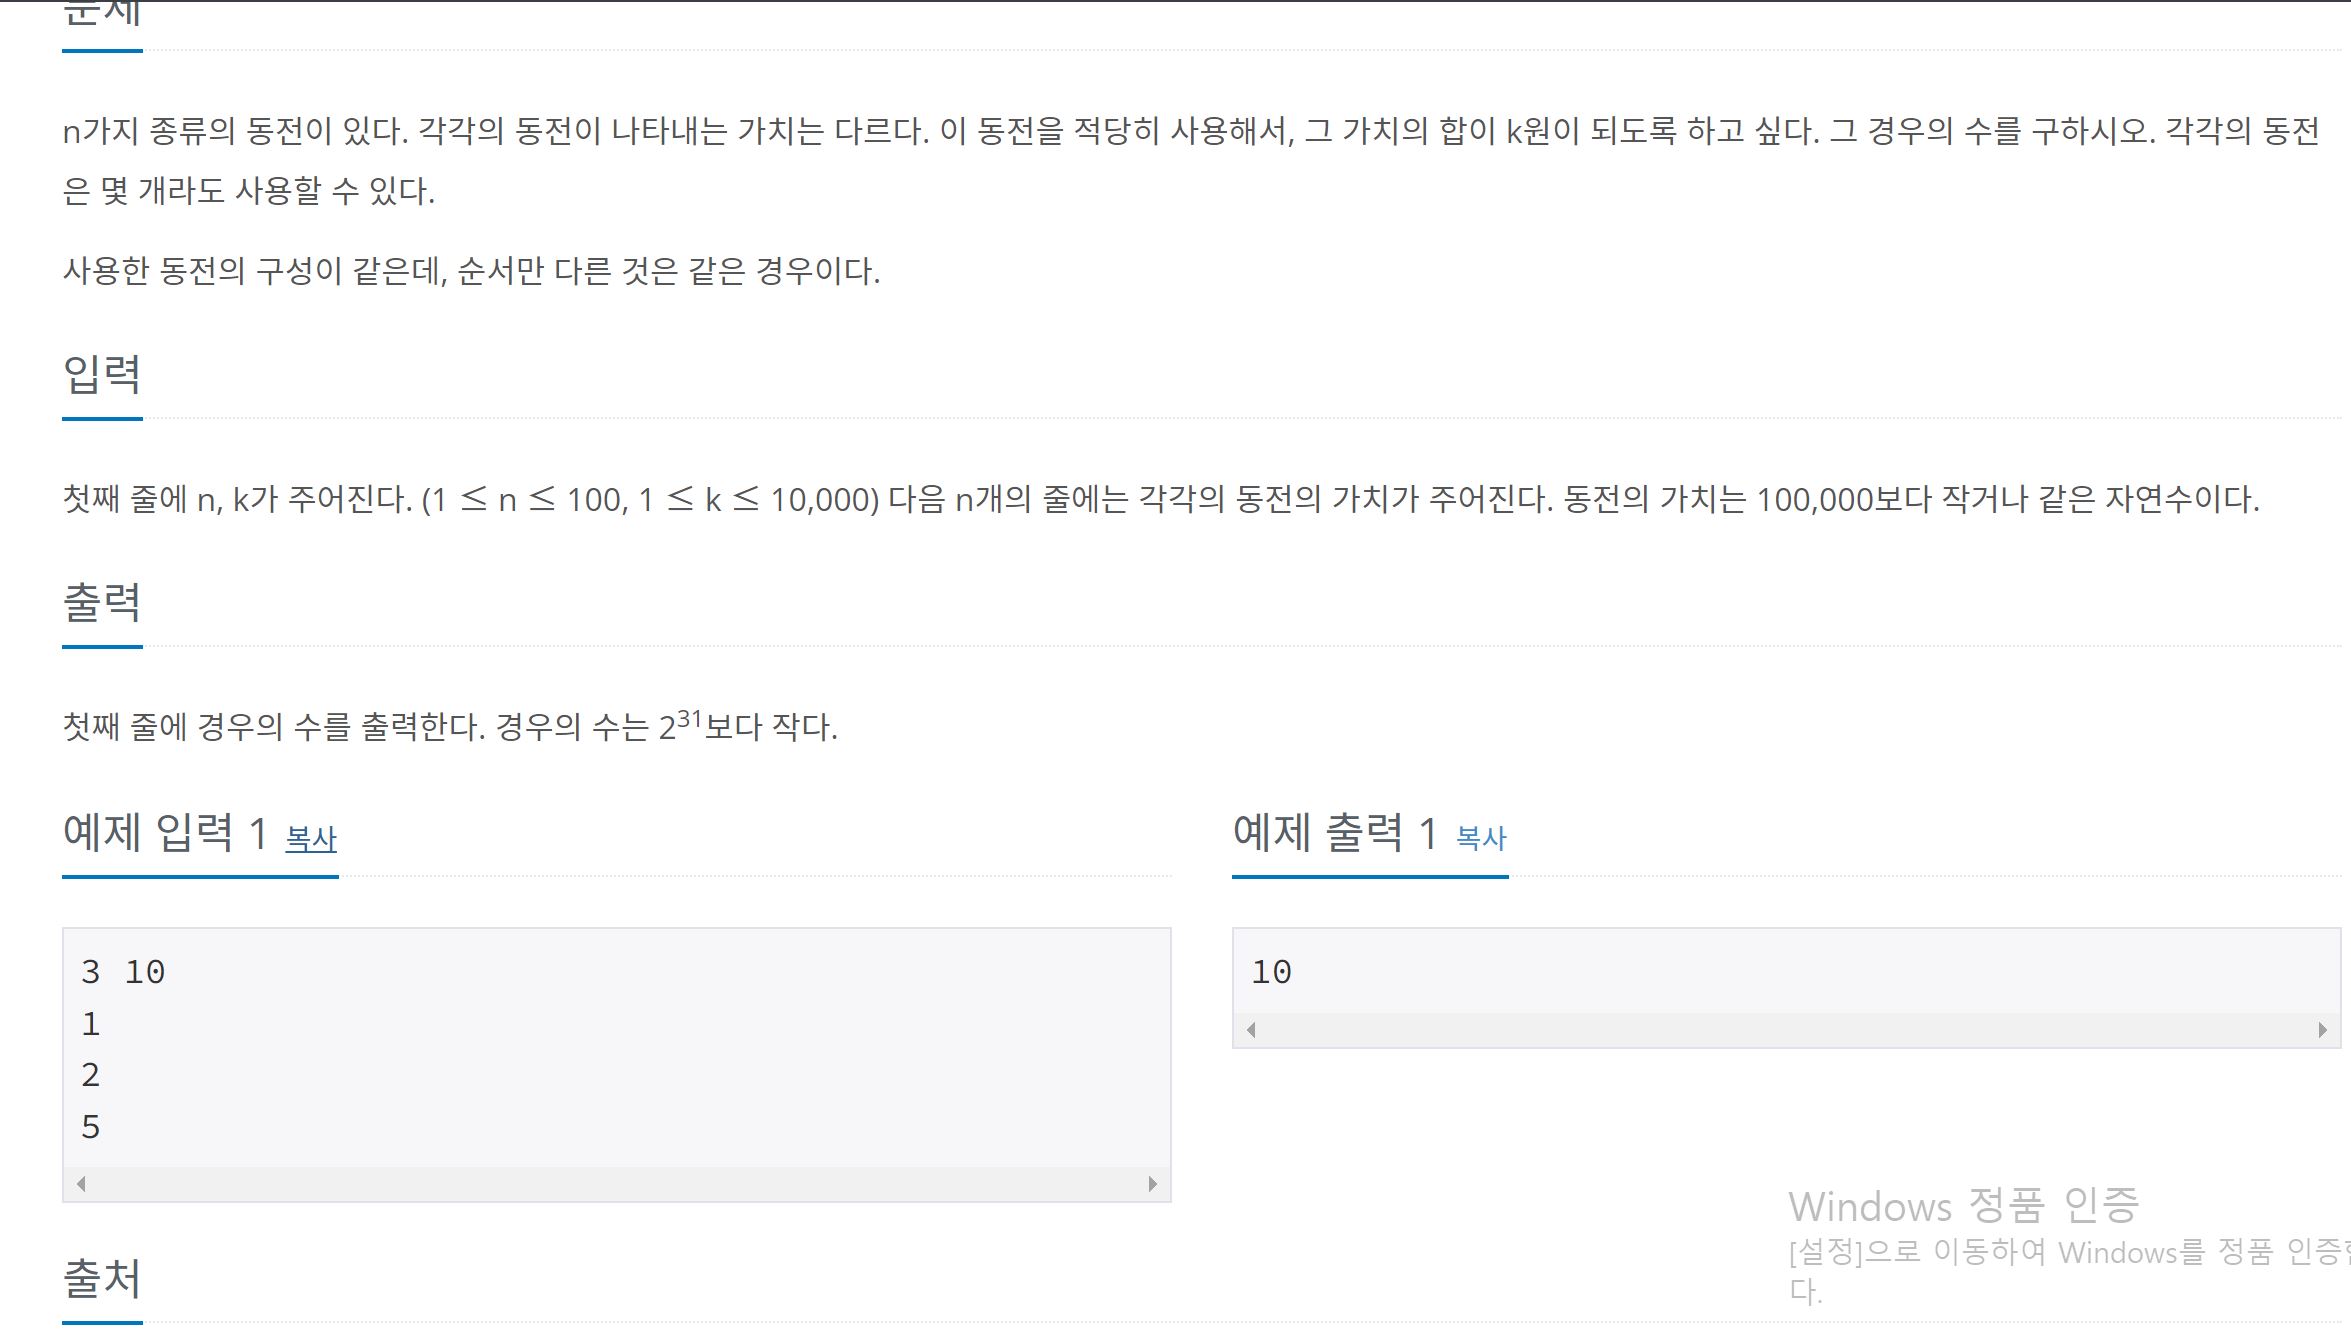 문제
n가지 종류의 동전이 있다. 각각의 동전이 나타내는 가치는 다르다. 이 동전을 적당히 사용해서, 그 가치의 합이 k원이 되도록 하고 싶다. 그 경우의 수를 구하시오. 각각의 동전
은 몇 개라도 사용할 수 있다.
사용한 동전의 구성이 같은데, 순서만 다른 것은 같은 경우이다.
입력
첫째 줄에 n, k가 주어진다. (1 ≤ n ≤ 100, 1 ≤ k ≤ 10,000) 다음 n개의 줄에는 각각의 동전의 가치가 주어진다. 동전의 가치는 100,000보다 작거나 같은 자연수이다.
출력
첫째 줄에 경우의 수를 출력한다. 경우의 수는 2³¹보다 작다.
예제 입력 1 복사
3 10
1
2
5
예제 출력 1 복사
10
Windows 정품 인증
[설정]으로 이동하여 Windows를 정품 인증
다.
출처